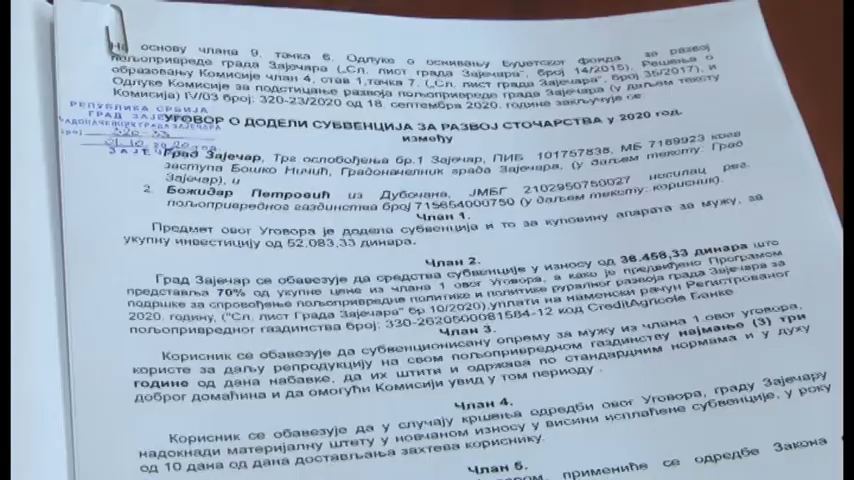 На основу члана 9, тачка 6, Одлуке о оснивању Буџетског фонда за развој
пољопривреде града Зајечара („Сл. лист града Зајечара", број 14/2015), Решења о
образовању Комисије члан 4, став 1, тачка 7. („Сл. лист града Зајечара", број 35/2017), и
Одлуке Комисије за подстицање развоја пољопривреде града Зајечара (у даљем тексту
Комисија) IV/03 број: 320-23/2020 од 18. септембра 2020. године закључује се
РЕПУБЛИКА СРБИЈА
ГРАД ЗАЈЕЧАР
ГРАДОНАЧЕЛНИК ГРАДА ЗАЈЕЧАРА
УГОВОР О ДОДЕЛИ СУБВЕНЦИЈА ЗА РАЗВОЈ СТОЧАРСТВА у 2020 год.
између
Град Зајечар, Трг ослобођења бр.1 Зајечар, ПИБ 101757838, МБ 7169923 кога
заступа Бошко Ничић, Градоначелник града Зајечара, (у даљем тексту: Град
Зајечар), и
2. Божидар Петровић из Дубочана, ЈМБГ 2102950750027 носилац рег.
пољопривредног газдинства број 715654000750 (у даљем тексту: корисник).
Члан 1.
Предмет овог Уговора је додела субвенција и то за куповину апарата за мужу, за
укупну инвестицију од 52.083,33 динара.
Члан 2.
Град Зајечар се обавезује да средства субвенције у износу од 36.458,33 динара што
представља 70% од укупне цене из члана 1 овог Уговора, а како је предвиђено Програмом
подршке за спровођење пољопривредне политике и политике руралног развоја града Зајечара за
2020. годину, ("Сл. лист Града Зајечара" бр 10/2020),уплати на наменски рачун Регистрованог
пољопривредног газдинства број: 330-2620500081584-12 код CreditAgricole Банке
Члан 3.
Корисник се обавезује да субвенционисану опрему за мужу из члана 1.овог уговора,
користе за даљу репродукцију на свом пољопривредном газдинству најмање (3) три
године од дана набавке, да их штити и одржава по стандардним нормама и у духу
доброг домаћина и да омогући Комисији увид у том периоду .
Члан 4.
Корисник се обавезује да у случају кршења одредби овог Уговора, граду Зајечару
надокнади материјалну штету у новчаном износу у висини исплаћене субвенције, у року
од 10 дана од дана достављања захтева кориснику.
Члан 5.
примениће се одредбе Закона о